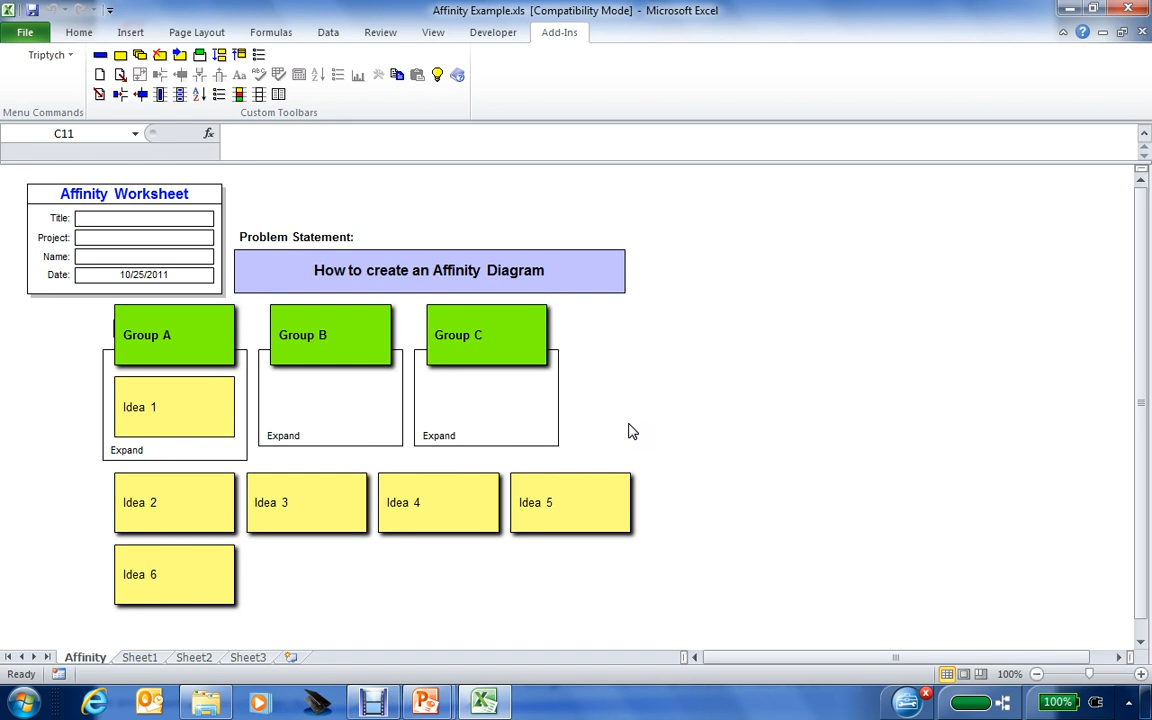 Affinity Example.xls [Compatibility Mode] - Microsoft Excel
File Home Insert Page Layout Formulas Data Review View Developer Add-Ins
Triptych
Menu Commands Custom Toolbars
C11 fx
Affinity Worksheet
Title:
Project:
Name:
Date: 10/25/2011
Problem Statement:
How to create an Affinity Diagram
Group A Group B Group C
Idea 1
Expand Expand Expand
Idea 2 Idea 3 Idea 4 Idea 5
Idea 6
Affinity Sheet1 Sheet2 Sheet3
Ready 100%
100%